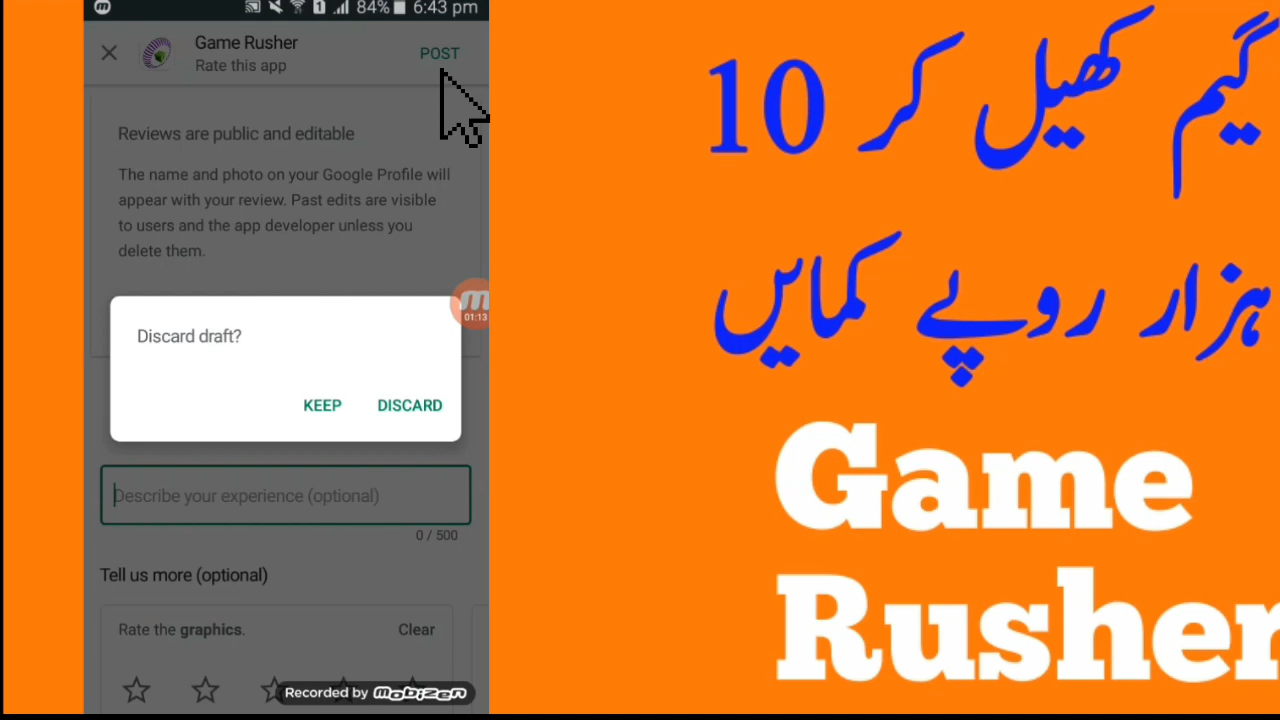 84% 6:43 pm
Game Rusher
Rate this app
POST
Reviews are public and editable
The name and photo on your Google Profile will
appear with your review. Past edits are visible
to users and the app developer unless you
delete them.
01:13
Discard draft?
KEEP DISCARD
Describe your experience (optional)
0 / 500
Tell us more (optional)
Rate the graphics. Clear
Recorded by Mobizen
گیم کھیل کر 10
ہزار روپے کمایں
Game
Rusher